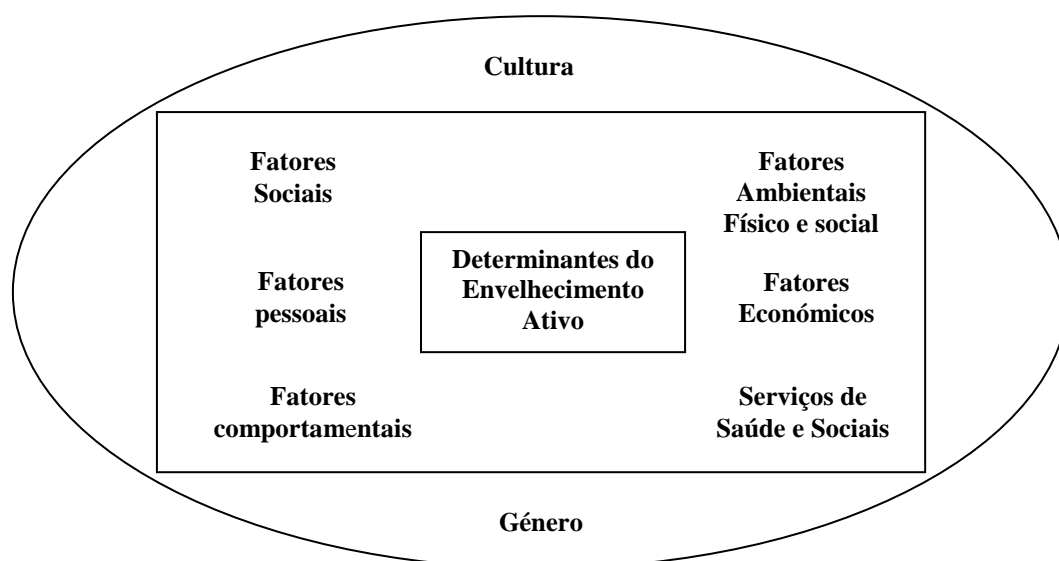 Cultura
Fatores
Sociais
Fatores
Ambientais
Físico e social
Determinantes do
Envelhecimento
Ativo
Fatores
pessoais
Fatores
Económicos
Fatores
comportamentais
Serviços de
Saúde e Sociais
Género